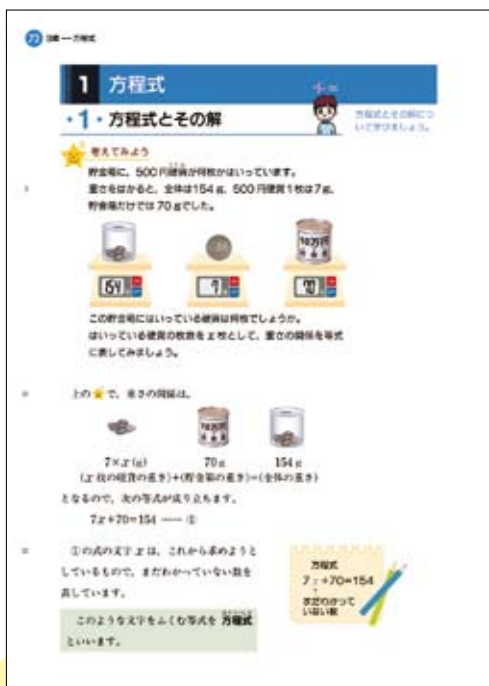 72 3章—方程式
1 方程式
・1・方程式とその解
方程式とその解につ
いて学びましょう。
考えてみよう
貯金箱に、500円硬貨が何枚かはいっています。
重さをはかると、全体は154g、500円硬貨1枚は7g、
貯金箱だけでは70gでした。
10万円
154
7
70
この貯金箱にはいっている硬貨は何枚でしょうか。
はいっている硬貨の枚数をx枚として、重さの関係を等式
に表してみましょう。
上の で、重さの関係は、
10万円
7×x(g) 70g 154g
(x枚の硬貨の重さ)+(貯金箱の重さ)=(全体の重さ)
となるので、次の等式が成り立ちます。
7x+70=154 …… ①
①の式の文字xは、これから求めようと
しているもので、まだわかっていない数を
表しています。
方程式
7x+70=154
↑
まだわかって
いない数
このような文字をふくむ等式を方程式
といいます。